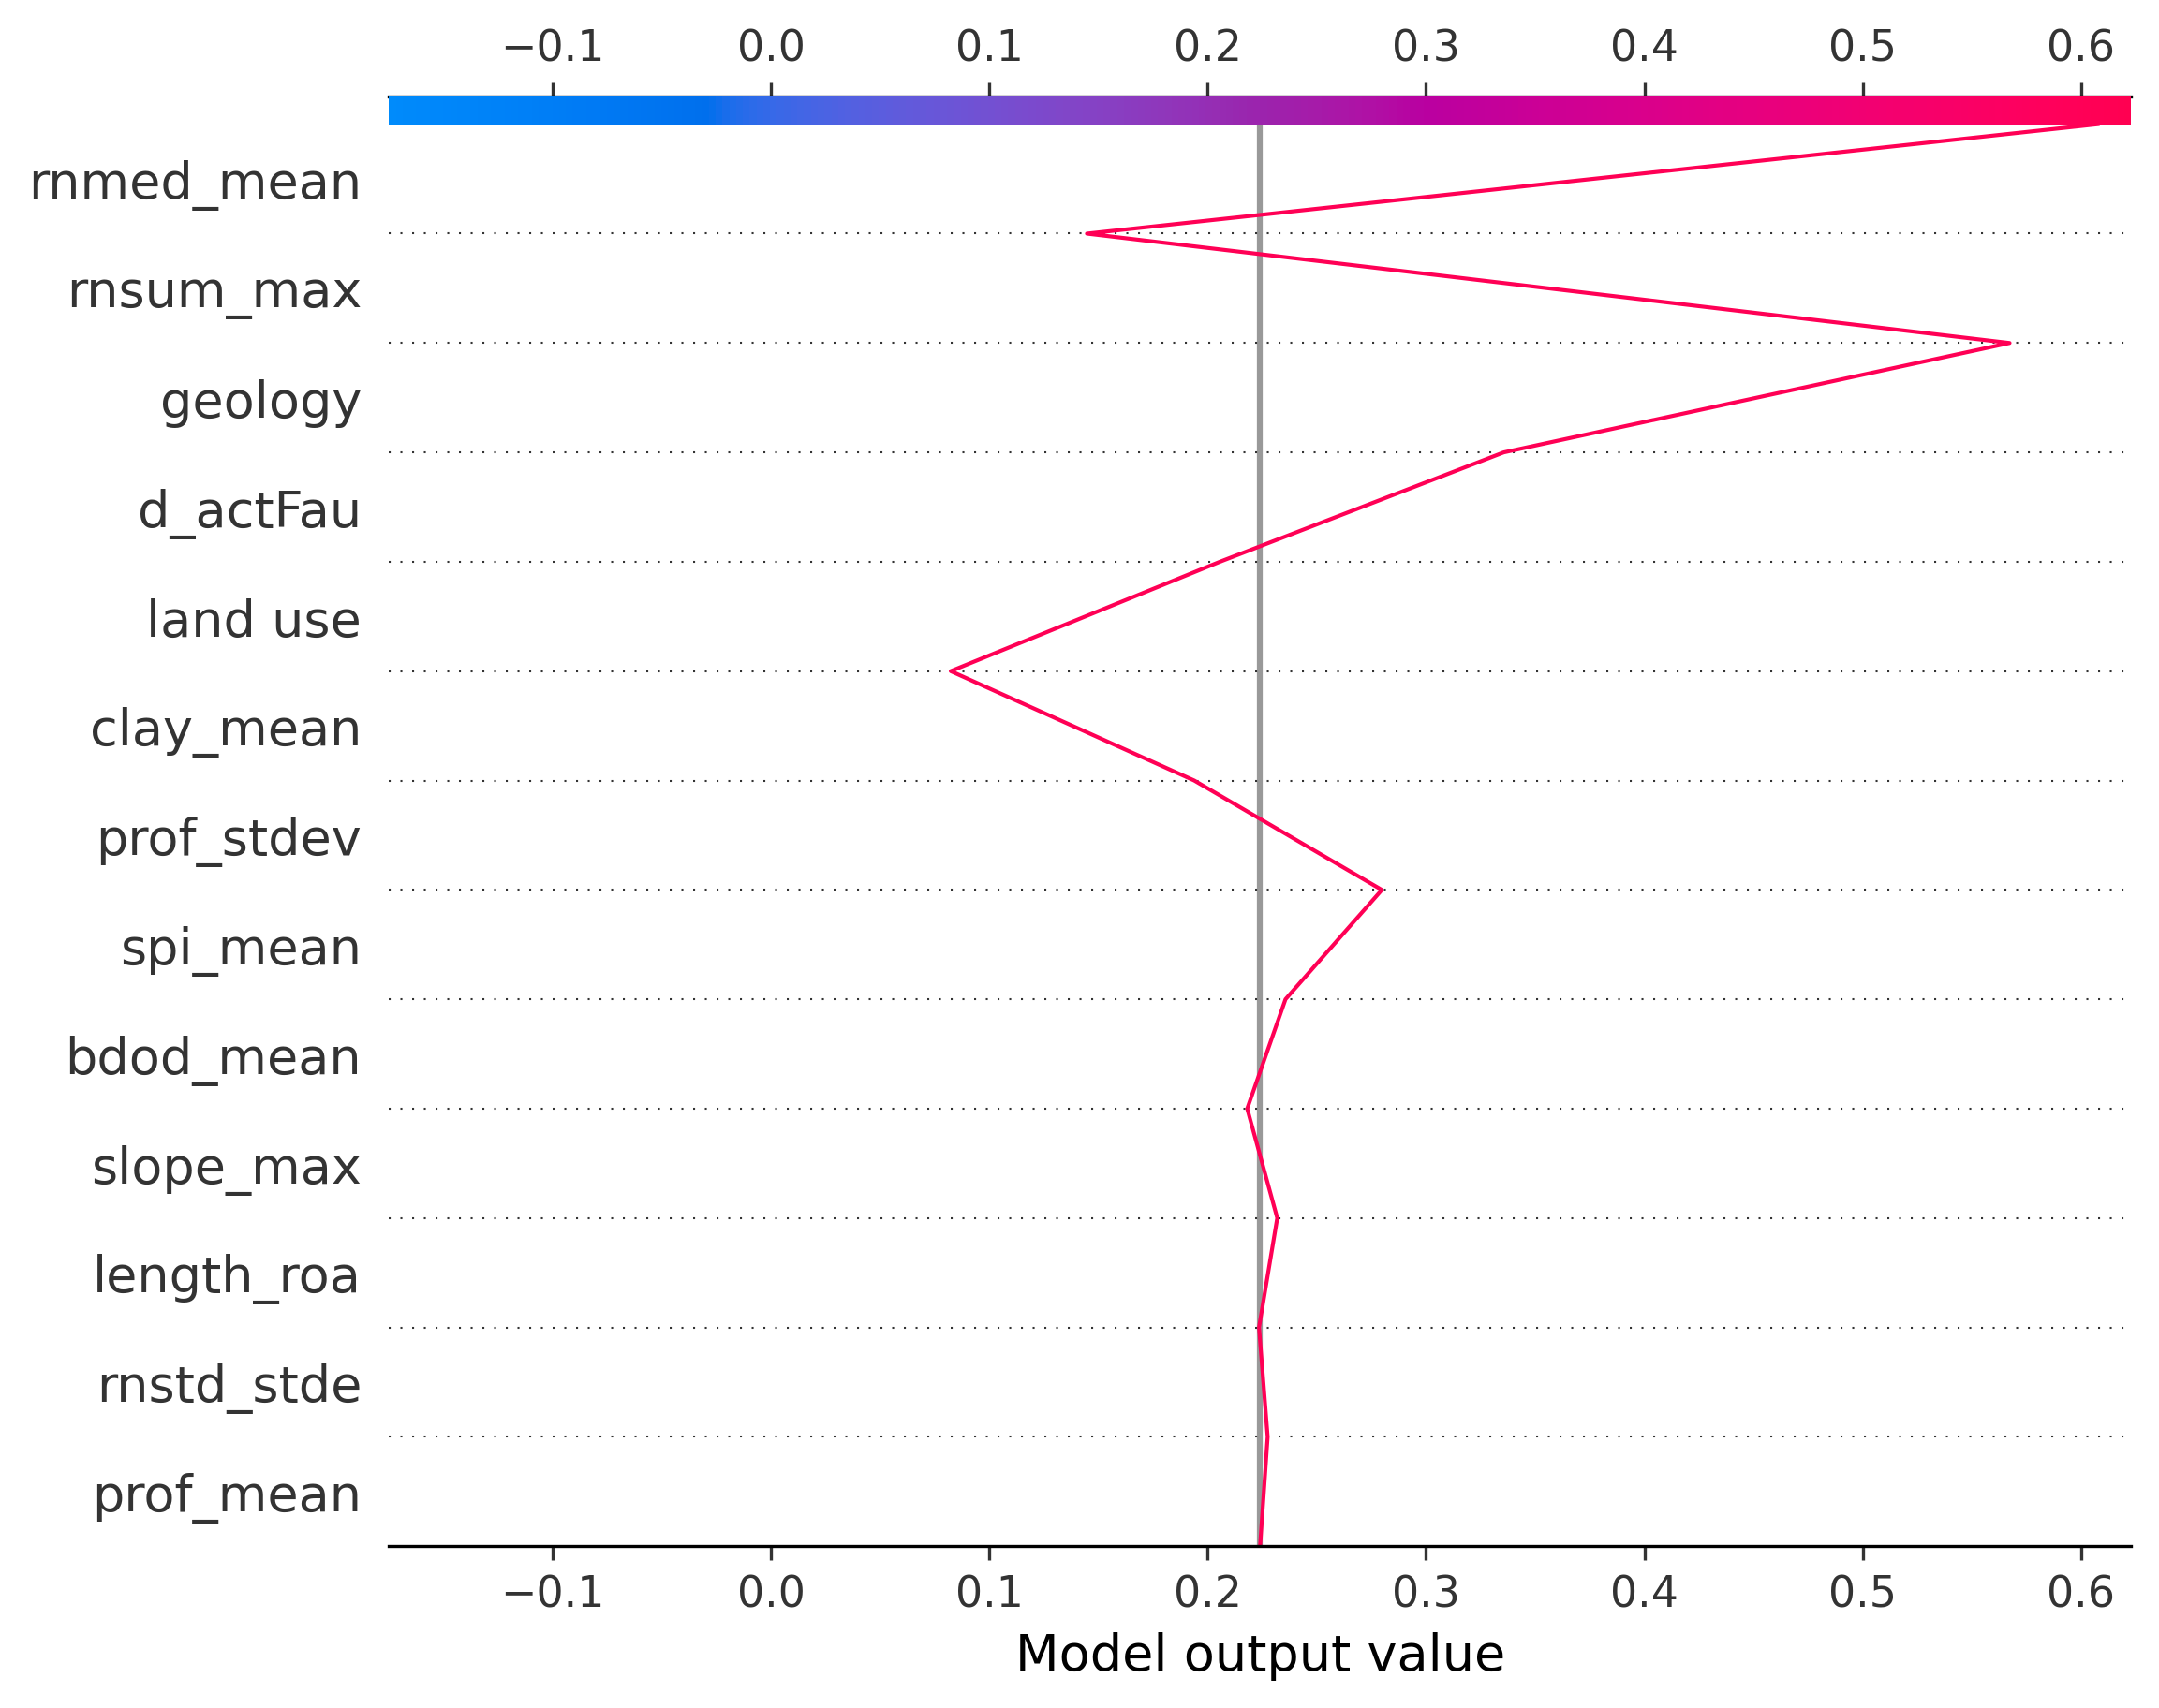 −0.1 0.0 0.1 0.2 0.3 0.4 0.5 0.6
rnmed_mean
rnsum_max
geology
d_actFau
land use
clay_mean
prof_stdev
spi_mean
bdod_mean
slope_max
length_roa
rnstd_stde
prof_mean
−0.1 0.0 0.1 0.2 0.3 0.4 0.5 0.6
Model output value